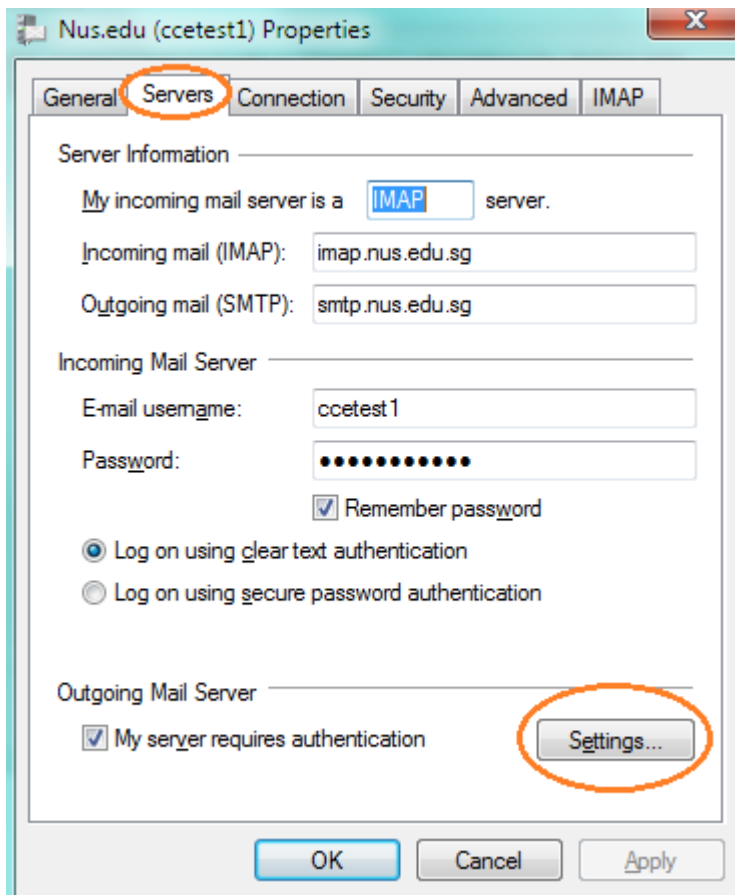 Nus.edu (ccetest1) Properties
General Servers Connection Security Advanced IMAP
Server Information
My incoming mail server is a IMAP server.
Incoming mail (IMAP): imap.nus.edu.sg
Outgoing mail (SMTP): smtp.nus.edu.sg
Incoming Mail Server
E-mail username: ccetest1
Password: ●●●●●●●●●●●
Remember password
Log on using clear text authentication
Log on using secure password authentication
Outgoing Mail Server
My server requires authentication Settings...
OK Cancel Apply